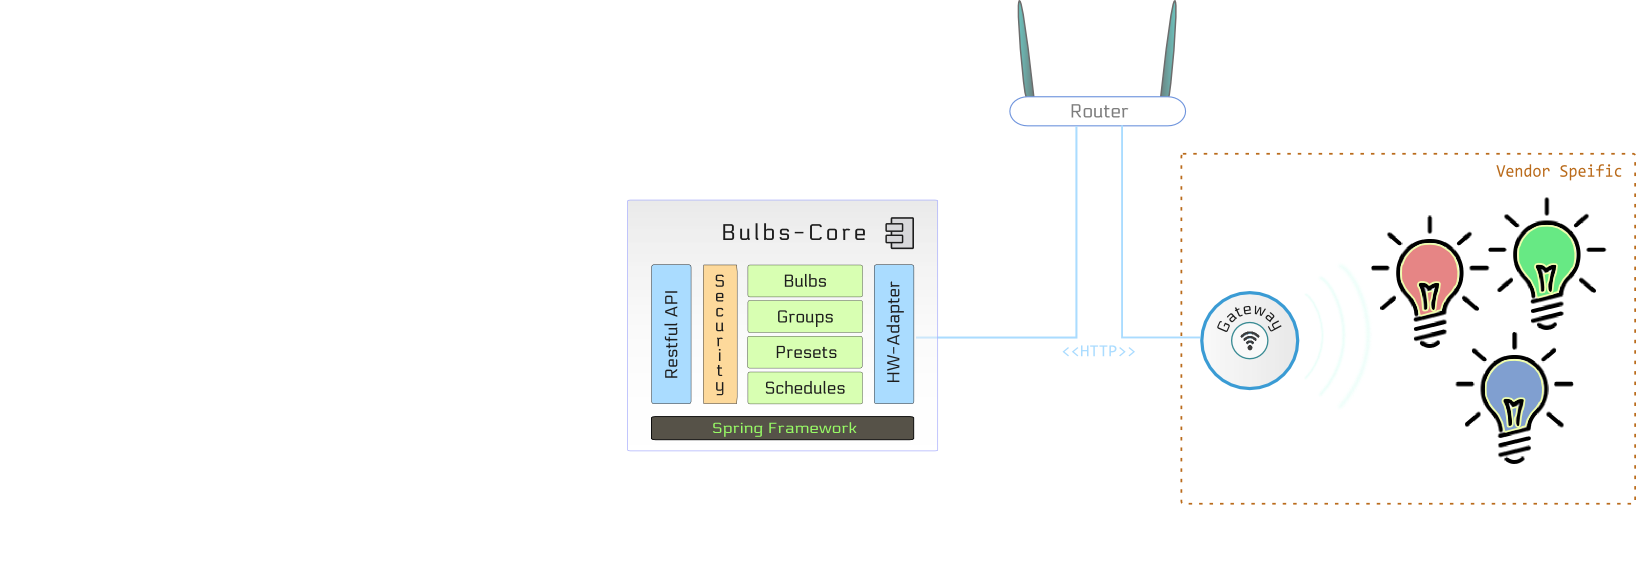 Router
Vendor Speific
Bulbs-Core
Restful API
Security
Bulbs
Groups
Presets
Schedules
HW-Adapter
Spring Framework
<<HTTP>>
Gateway